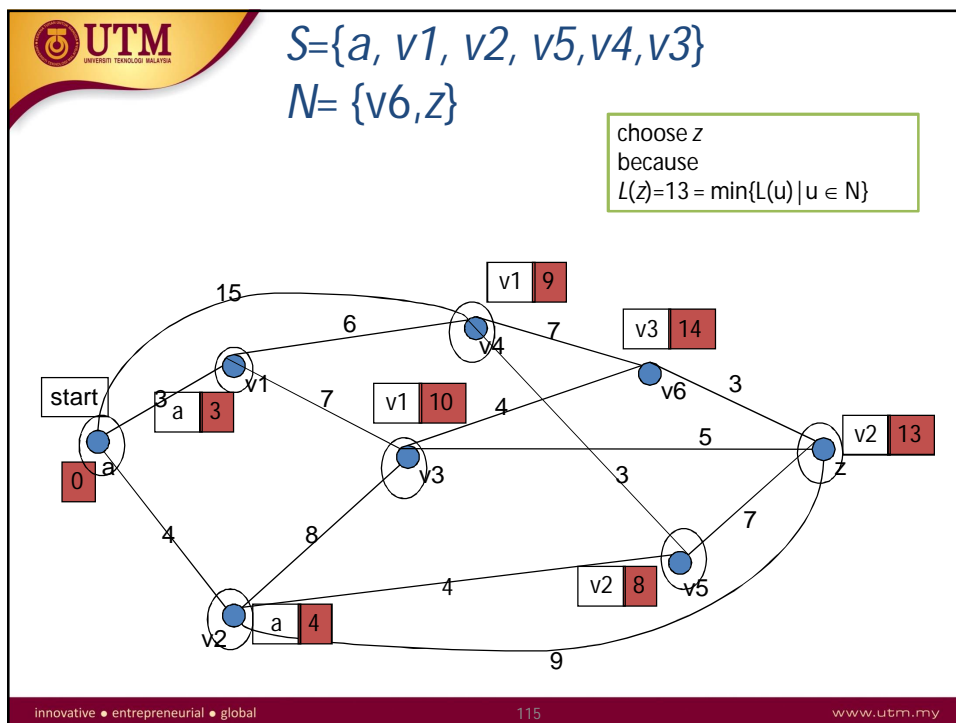 UTM
UNIVERSITI TEKNOLOGI MALAYSIA
S={a, v1, v2, v5,v4,v3}
N= {v6,z}
choose z
because
L(z)=13 = min{L(u)|u ∈ N}
v1 9
15
6
v4
7
v3 14
v1
start
3
7
v1 10
v6
3
a 3
4
5
v2 13
a
v3
z
0
3
4
8
7
4
v2 8
v5
a 4
v2
9
innovative ● entrepreneurial ● global
115
www.utm.my